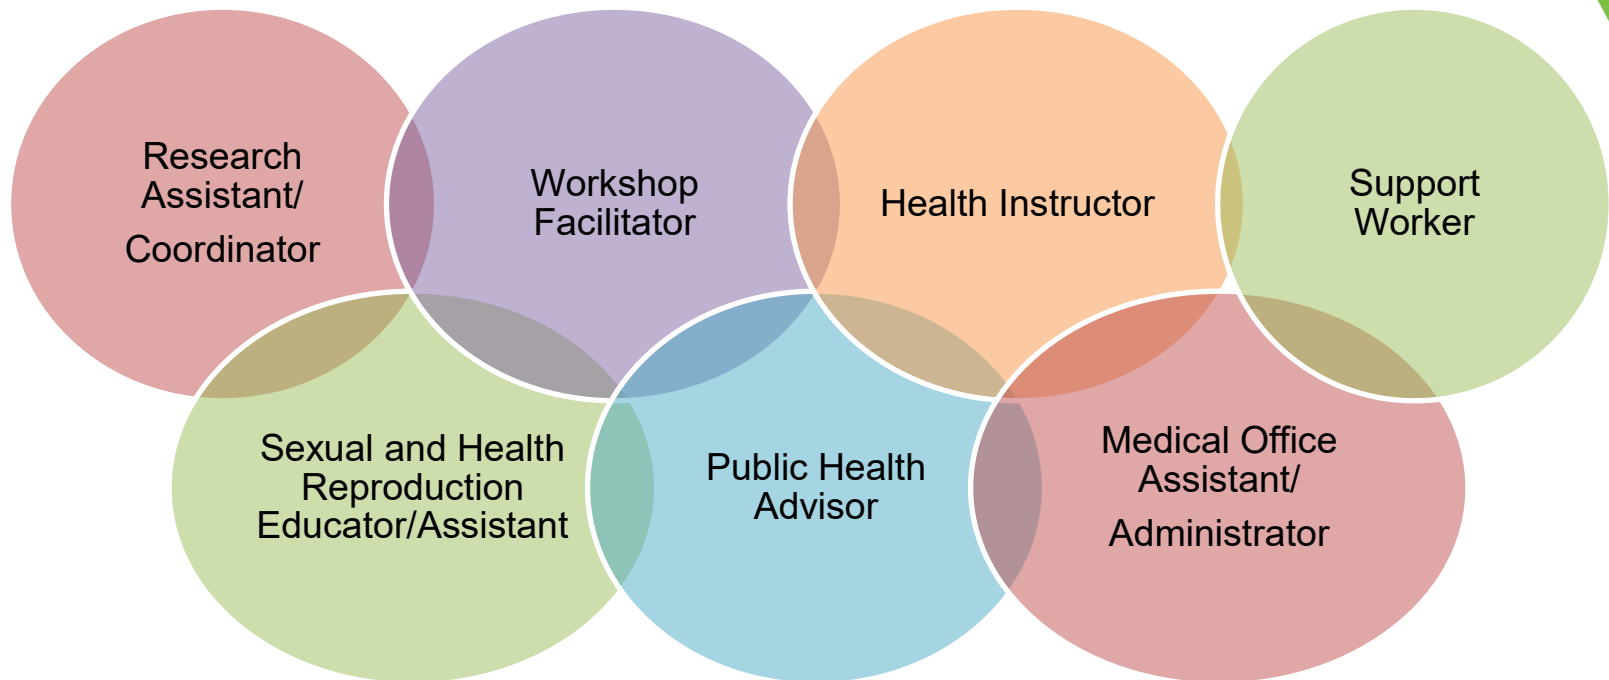 Research
Assistant/
Coordinator
Workshop
Facilitator
Health Instructor
Support
Worker
Sexual and Health
Reproduction
Educator/Assistant
Public Health
Advisor
Medical Office
Assistant/
Administrator